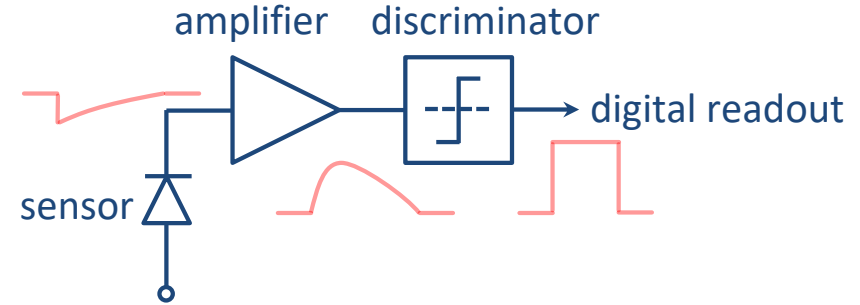 amplifier
discriminator
digital readout
sensor